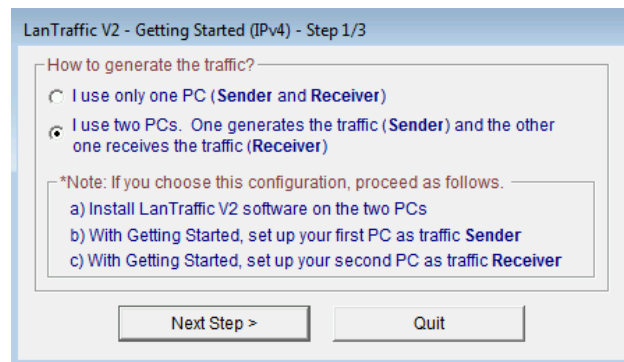 LanTraffic V2 - Getting Started (IPv4) - Step 1/3
How to generate the traffic?
I use only one PC (Sender and Receiver)
I use two PCs. One generates the traffic (Sender) and the other
one receives the traffic (Receiver)
*Note: If you choose this configuration, proceed as follows.
a) Install LanTraffic V2 software on the two PCs
b) With Getting Started, set up your first PC as traffic Sender
c) With Getting Started, set up your second PC as traffic Receiver
Next Step >
Quit